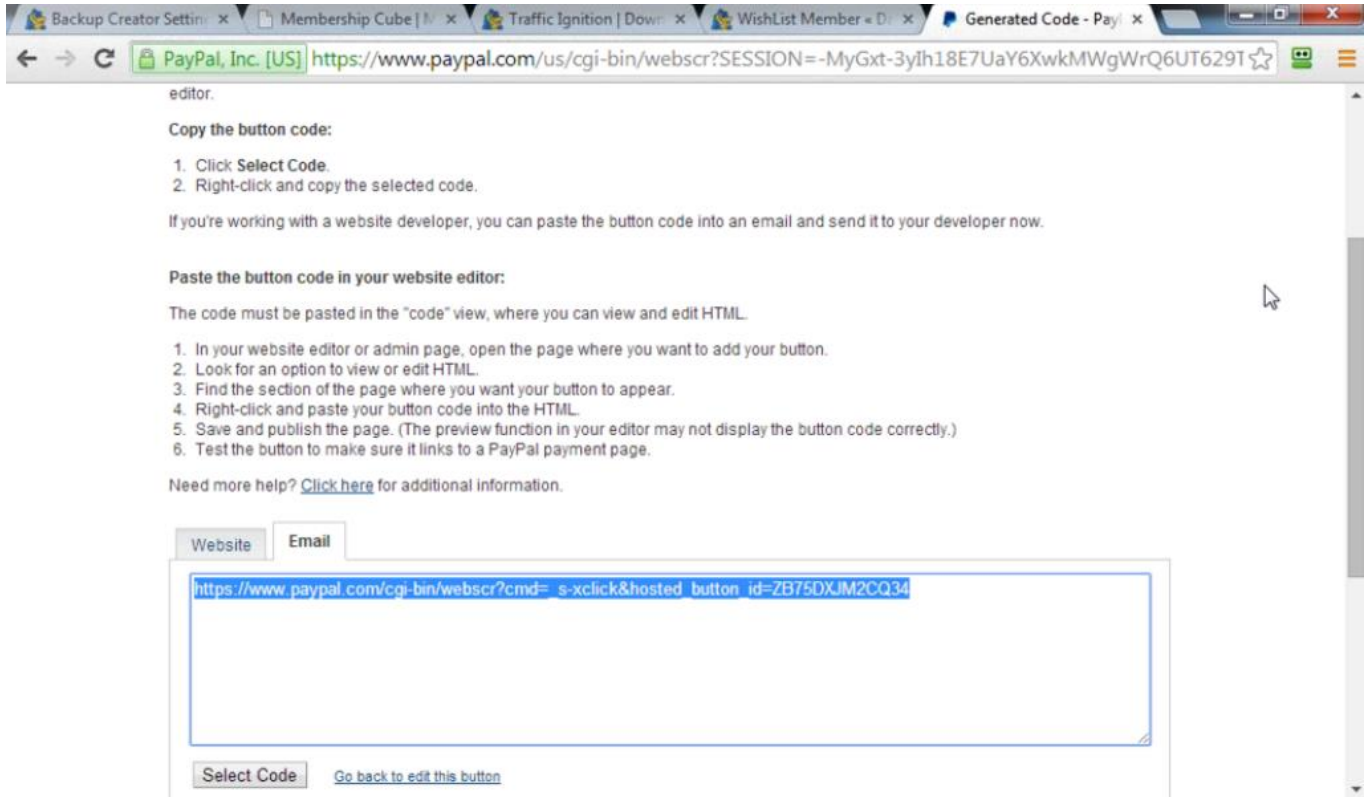 Backup Creator Settin
Membership Cube | M
Traffic Ignition | Down
WishList Member « D
Generated Code - Pay
PayPal, Inc. [US] https://www.paypal.com/us/cgi-bin/webscr?SESSION=-MyGxt-3yIh18E7UaY6XwkMWgWrQ6UT629T
editor.
Copy the button code:
1. Click Select Code.
2. Right-click and copy the selected code.
If you're working with a website developer, you can paste the button code into an email and send it to your developer now.
Paste the button code in your website editor:
The code must be pasted in the "code" view, where you can view and edit HTML.
1. In your website editor or admin page, open the page where you want to add your button.
2. Look for an option to view or edit HTML.
3. Find the section of the page where you want your button to appear.
4. Right-click and paste your button code into the HTML.
5. Save and publish the page. (The preview function in your editor may not display the button code correctly.)
6. Test the button to make sure it links to a PayPal payment page.
Need more help? Click here for additional information.
Website
Email
https://www.paypal.com/cgi-bin/webscr?cmd=_s-xclick&hosted_button_id=ZB75DXJM2CQ34
Select Code
Go back to edit this button